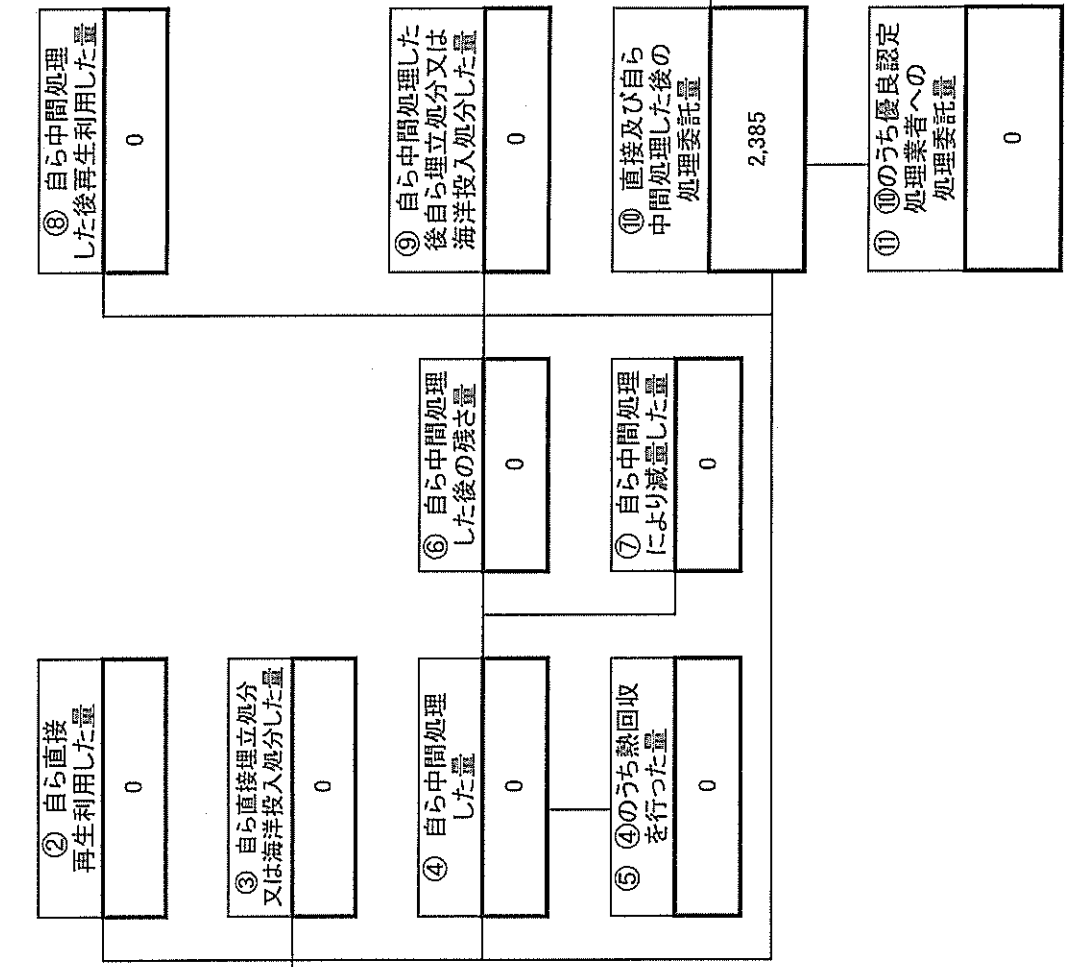 ② 自ら直接
再生利用した量
0
③ 自ら直接埋立処分
又は海洋投入処分した量
0
④ 自ら中間処理
した量
0
⑤ ④のうち熱回収
を行った量
0
⑥ 自ら中間処理
した後の残さ量
0
⑦ 自ら中間処理
により減量した量
0
⑧ 自ら中間処理
した後再生利用した量
0
⑨ 自ら中間処理した
後自ら埋立処分又は
海洋投入処分した量
0
⑩ 直接及び自ら
中間処理した後の
処理委託量
2,385
⑪ ⑩のうち優良認定
処理業者への
処理委託量
0